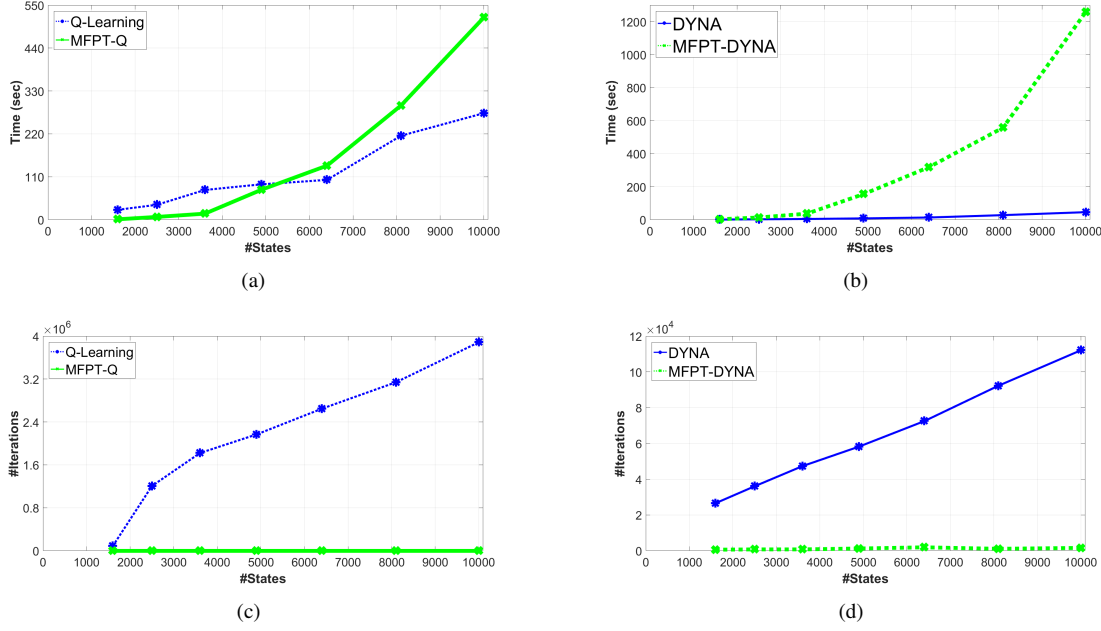 550
440
330
220
110
0
Time (sec)
Q-Learning
MFPT-Q
0 1000 2000 3000 4000 5000 6000 7000 8000 9000 10000
#States
(a)
1200
1000
800
600
400
200
0
Time (sec)
DYNA
MFPT-DYNA
0 1000 2000 3000 4000 5000 6000 7000 8000 9000 10000
#States
(b)
×10^6
4
3.2
2.4
1.6
0.8
0
#Iterations
Q-Learning
MFPT-Q
0 1000 2000 3000 4000 5000 6000 7000 8000 9000 10000
#States
(c)
×10^4
12
10
8
6
4
2
0
#Iterations
DYNA
MFPT-DYNA
0 1000 2000 3000 4000 5000 6000 7000 8000 9000 10000
#States
(d)